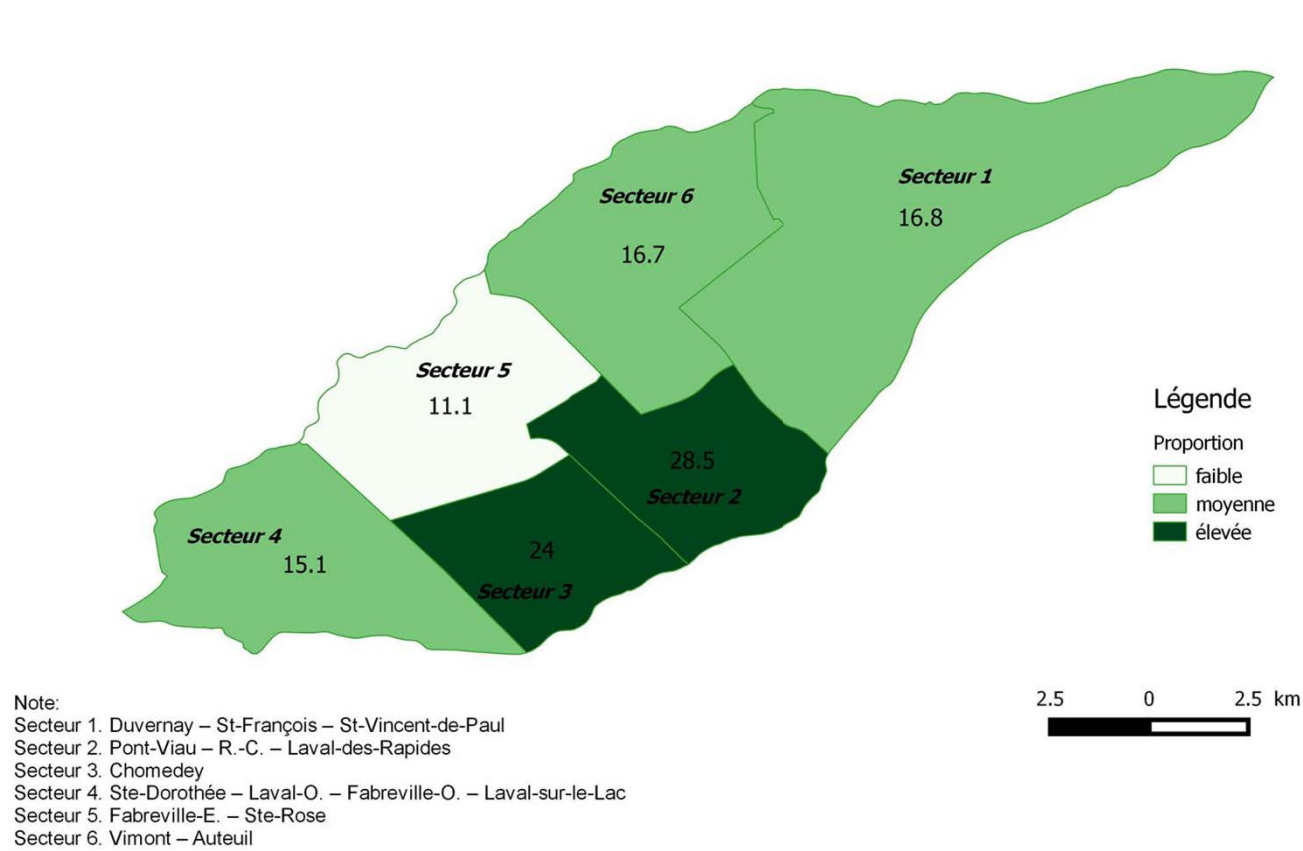 Secteur 1
16.8
Secteur 6
16.7
Secteur 5
11.1
28.5
Secteur 2
Secteur 4
15.1
24
Secteur 3
Légende
Proportion
faible
moyenne
élevée
2.5 0 2.5 km
Note:
Secteur 1. Duvernay – St-François – St-Vincent-de-Paul
Secteur 2. Pont-Viau – R.-C. – Laval-des-Rapides
Secteur 3. Chomedey
Secteur 4. Ste-Dorothée – Laval-O. – Fabreville-O. – Laval-sur-le-Lac
Secteur 5. Fabreville-E. – Ste-Rose
Secteur 6. Vimont – Auteuil